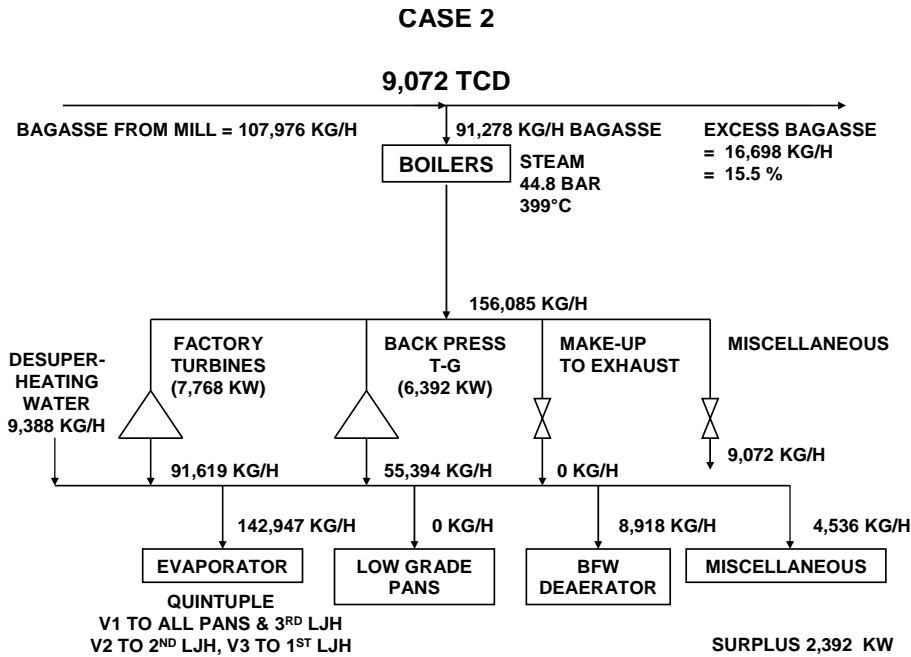 CASE 2
9,072 TCD
BAGASSE FROM MILL = 107,976 KG/H
91,278 KG/H BAGASSE
EXCESS BAGASSE
= 16,698 KG/H
= 15.5 %
BOILERS
STEAM
44.8 BAR
399°C
156,085 KG/H
DESUPER-
HEATING
WATER
9,388 KG/H
FACTORY
TURBINES
(7,768 KW)
BACK PRESS
T-G
(6,392 KW)
MAKE-UP
TO EXHAUST
MISCELLANEOUS
9,072 KG/H
91,619 KG/H
55,394 KG/H
0 KG/H
142,947 KG/H
0 KG/H
8,918 KG/H
4,536 KG/H
EVAPORATOR
LOW GRADE
PANS
BFW
DEAERATOR
MISCELLANEOUS
QUINTUPLE
V1 TO ALL PANS & 3RD LJH
V2 TO 2ND LJH, V3 TO 1ST LJH
SURPLUS 2,392 KW